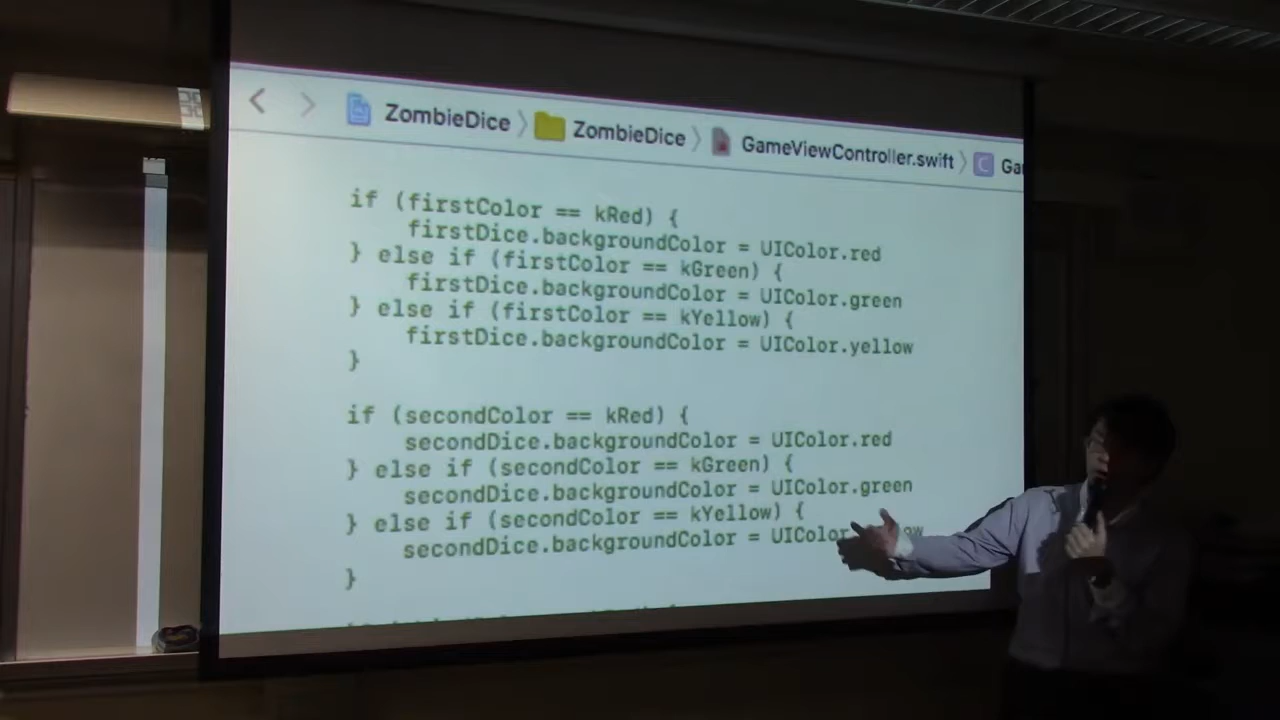 ZombieDice ZombieDice GameViewController.swift C
if (firstColor == kRed) {
firstDice.backgroundColor = UIColor.red
} else if (firstColor == kGreen) {
firstDice.backgroundColor = UIColor.green
} else if (firstColor == kYellow) {
firstDice.backgroundColor = UIColor.yellow
}
if (secondColor == kRed) {
secondDice.backgroundColor = UIColor.red
} else if (secondColor == kGreen) {
secondDice.backgroundColor = UIColor.green
} else if (secondColor == kYellow) {
secondDice.backgroundColor = UIColor
}